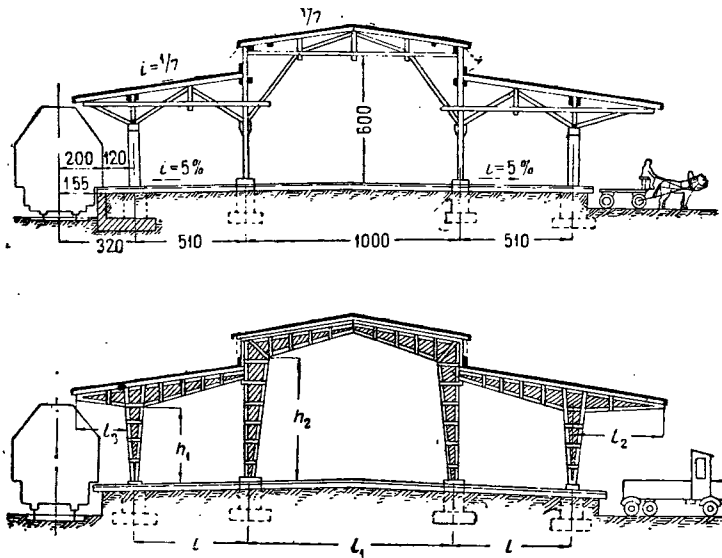 1/7
i=1/7
600
200 120
i=5%
i=5%
155
320
510
1000
510
h₂
l₃
h₁
l₂
l
l₁
l